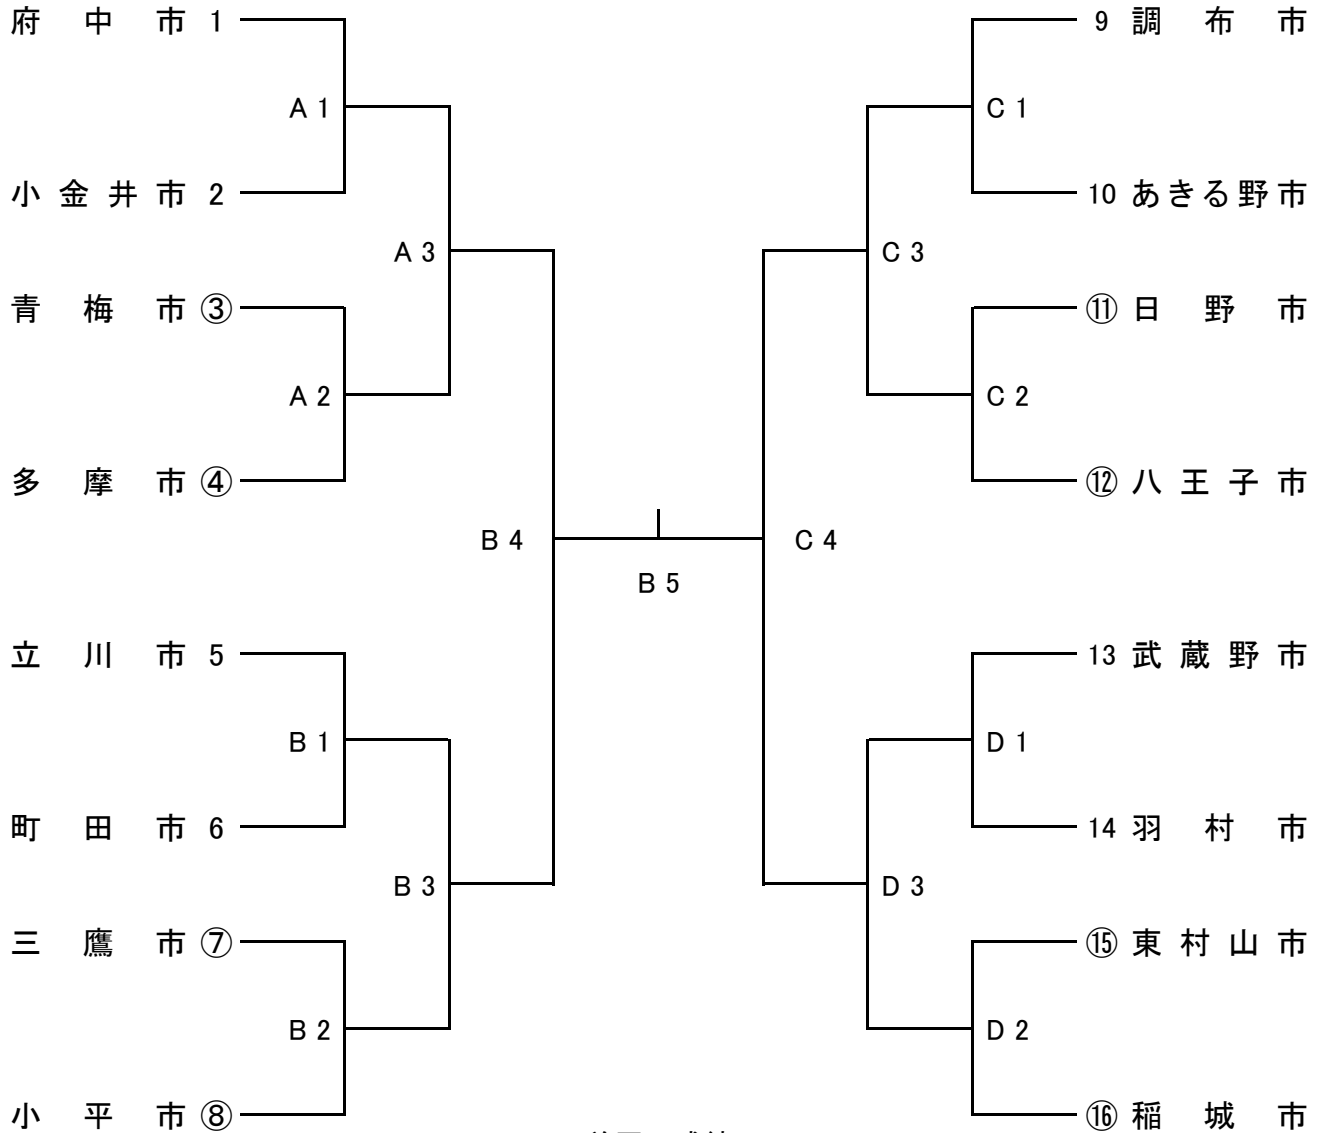 府中市 1
A 1
小金井市 2
A 3
青梅市 ③
A 2
多摩市 ④
B 4
立川市 5
B 1
町田市 6
B 3
三鷹市 ⑦
B 2
小平市 ⑧
B 5
9 調布市
C 1
10 あきる野市
C 3
⑪ 日野市
C 2
⑫ 八王子市
C 4
13 武蔵野市
D 1
14 羽村市
D 3
⑮ 東村山市
D 2
⑯ 稲城市